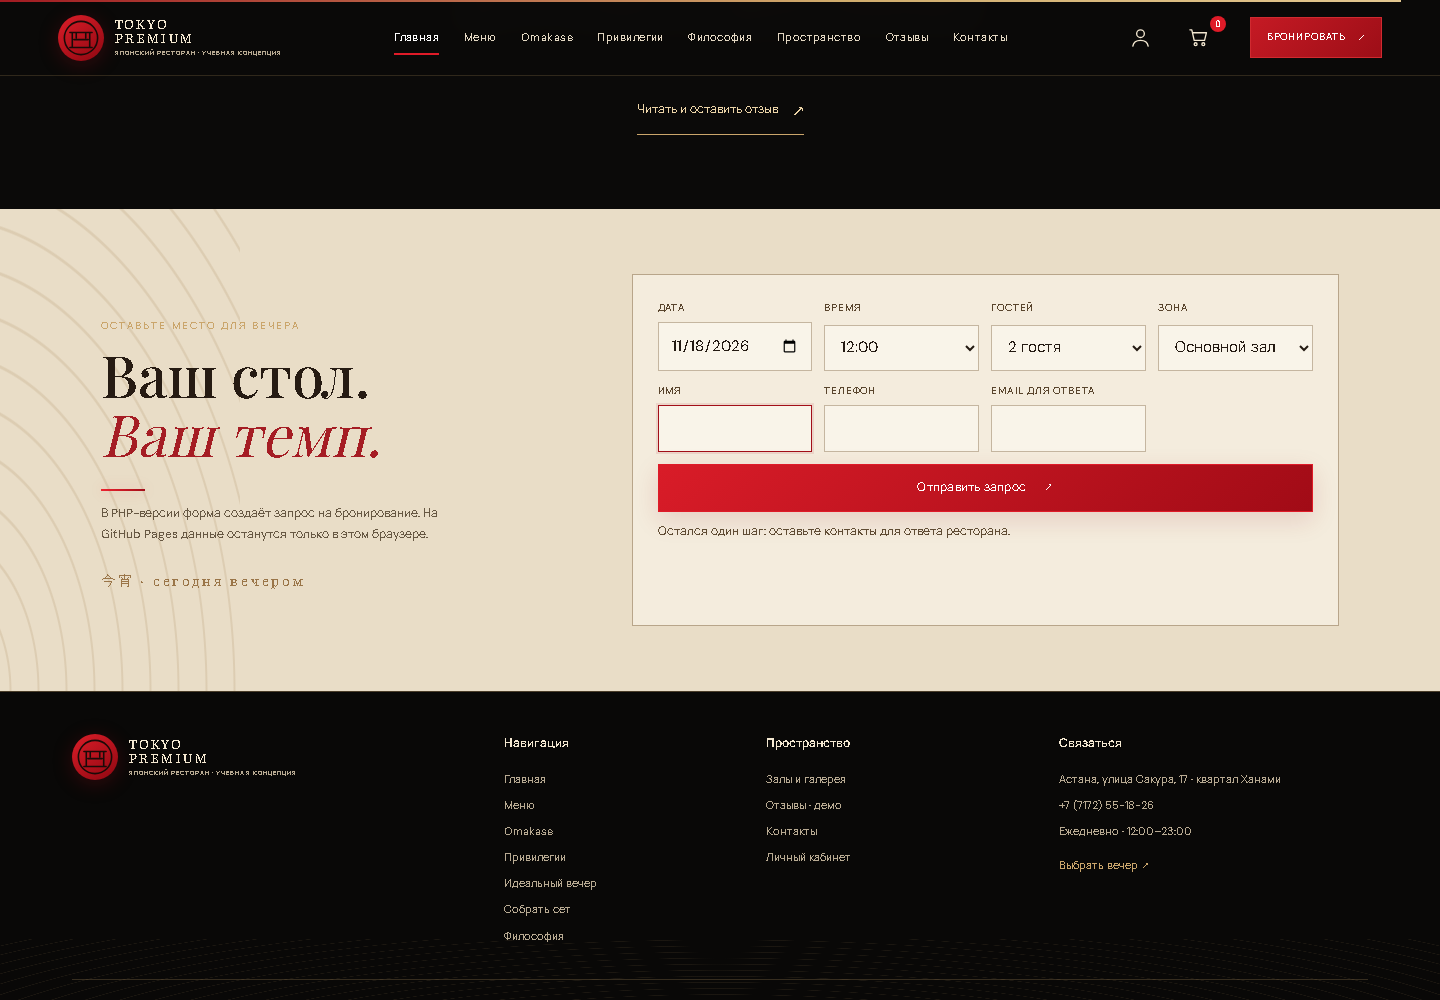 TOKYO
PREMIUM
ЯПОНСКИЙ РЕСТОРАН · УЧЕБНАЯ КОНЦЕПЦИЯ
Главная
Меню
Omakase
Привилегии
Философия
Пространство
Отзывы
Контакты
0
БРОНИРОВАТЬ ↗
Читать и оставить отзыв ↗
ОСТАВЬТЕ МЕСТО ДЛЯ ВЕЧЕРА
Ваш стол.
Ваш темп.
В PHP-версии форма создаёт запрос на бронирование. На
GitHub Pages данные останутся только в этом браузере.
今宵 · сегодня вечером
ДАТА
ВРЕМЯ
ГОСТЕЙ
ЗОНА
11/18/2026
12:00
2 гостя
Основной зал
ИМЯ
ТЕЛЕФОН
EMAIL ДЛЯ ОТВЕТА
Отправить запрос ↗
Остался один шаг: оставьте контакты для ответа ресторана.
TOKYO
PREMIUM
ЯПОНСКИЙ РЕСТОРАН · УЧЕБНАЯ КОНЦЕПЦИЯ
Навигация
Главная
Меню
Omakase
Привилегии
Идеальный вечер
Собрать сет
Философия
Пространство
Залы и галерея
Отзывы · демо
Контакты
Личный кабинет
Связаться
Астана, улица Сакура, 17 · квартал Ханами
+7 (7172) 55-18-26
Ежедневно · 12:00–23:00
Выбрать вечер ↗